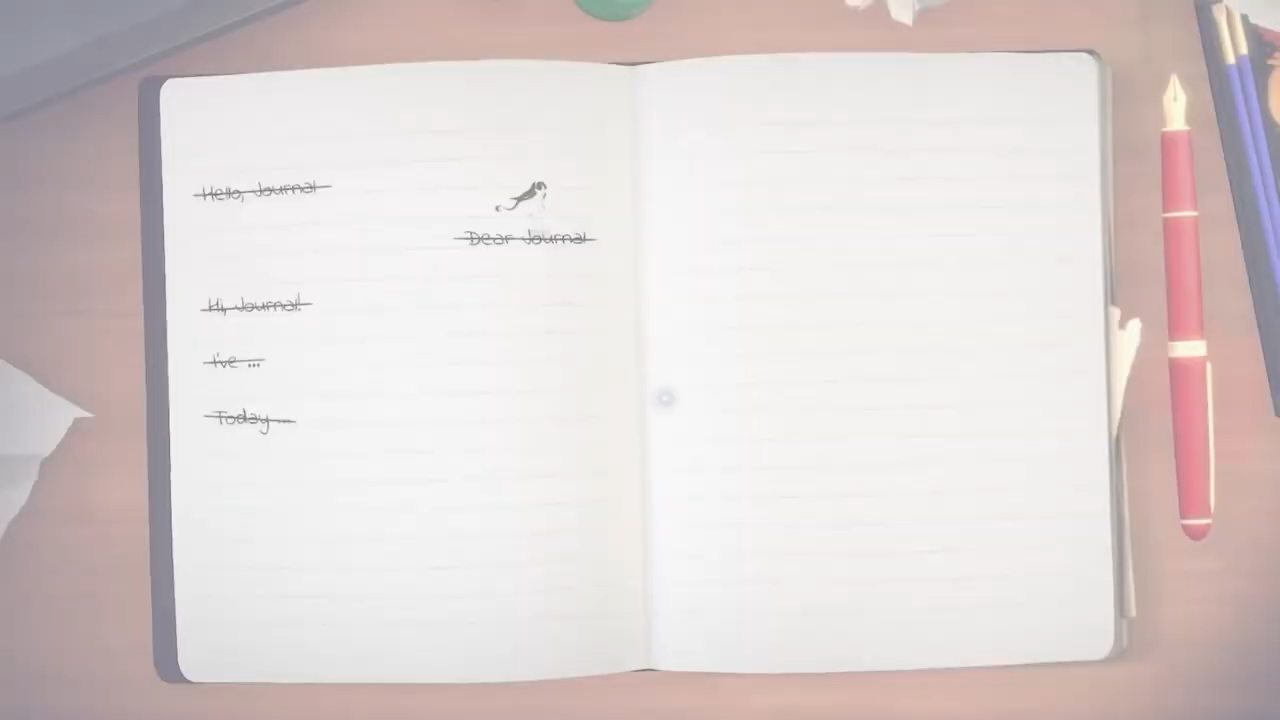 Hello, Journal
Dear Journal
Hi, Journal!
I've ...
Today ...